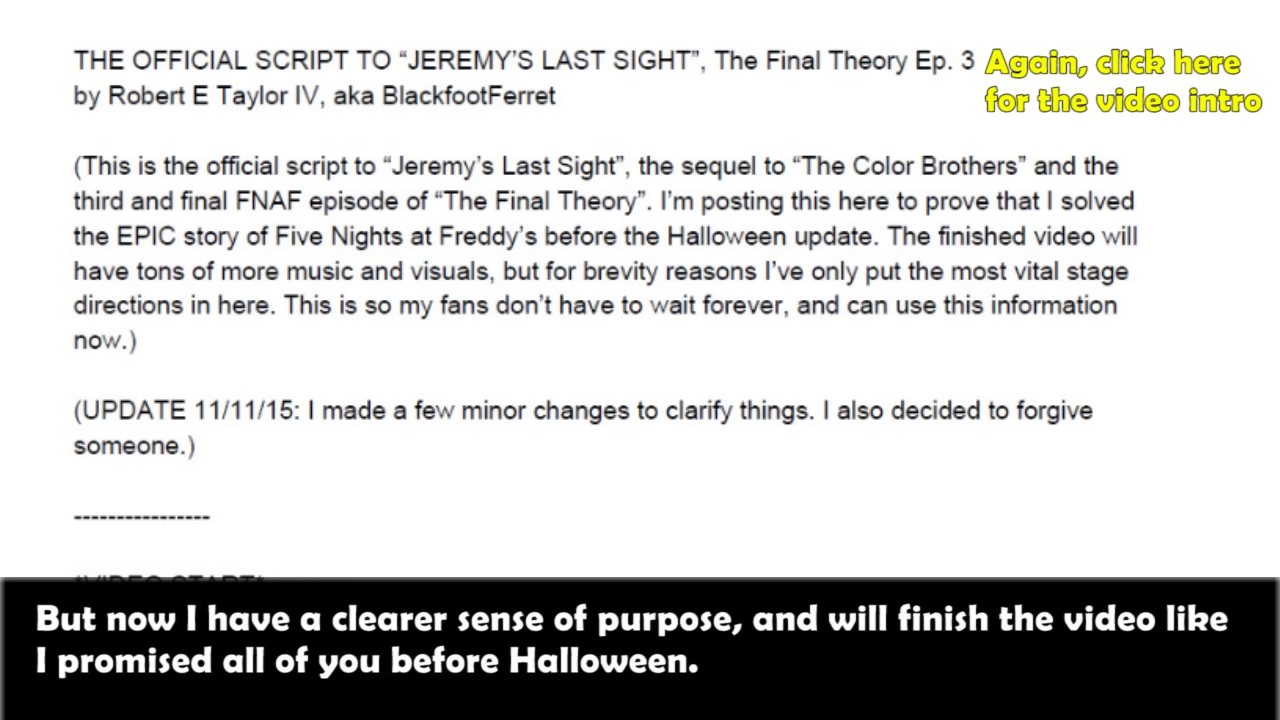 THE OFFICIAL SCRIPT TO “JEREMY’S LAST SIGHT”, The Final Theory Ep. 3
by Robert E Taylor IV, aka BlackfootFerret
Again, click here
for the video intro
(This is the official script to “Jeremy’s Last Sight”, the sequel to “The Color Brothers” and the
third and final FNAF episode of “The Final Theory”. I’m posting this here to prove that I solved
the EPIC story of Five Nights at Freddy’s before the Halloween update. The finished video will
have tons of more music and visuals, but for brevity reasons I’ve only put the most vital stage
directions in here. This is so my fans don’t have to wait forever, and can use this information
now.)
(UPDATE 11/11/15: I made a few minor changes to clarify things. I also decided to forgive
someone.)
----------------
*VIDEO START*
But now I have a clearer sense of purpose, and will finish the video like
I promised all of you before Halloween.